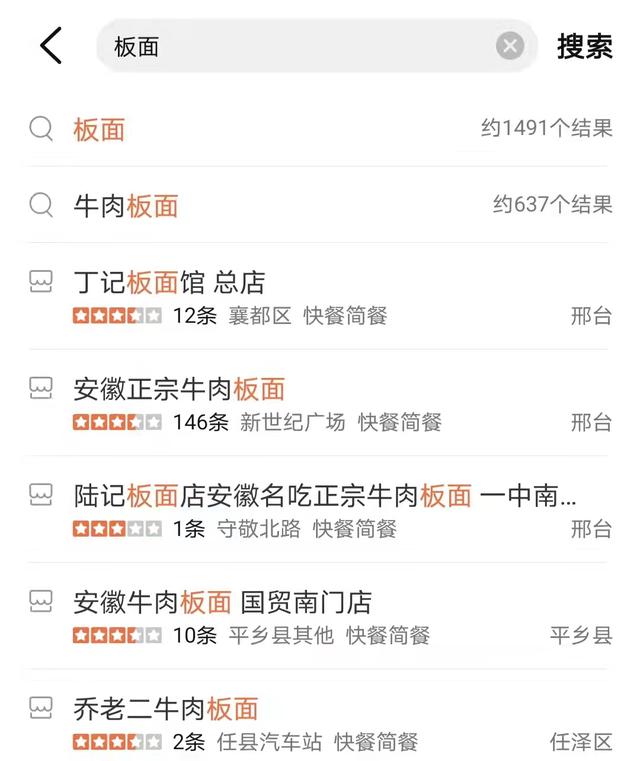 板面 搜索
板面 约1491个结果
牛肉板面 约637个结果
丁记板面馆 总店
12条 襄都区 快餐简餐 邢台
安徽正宗牛肉板面
146条 新世纪广场 快餐简餐 邢台
陆记板面店安徽名吃正宗牛肉板面 一中南...
1条 守敬北路 快餐简餐 邢台
安徽牛肉板面 国贸南门店
10条 平乡县其他 快餐简餐 平乡县
乔老二牛肉板面
2条 任县汽车站 快餐简餐 任泽区